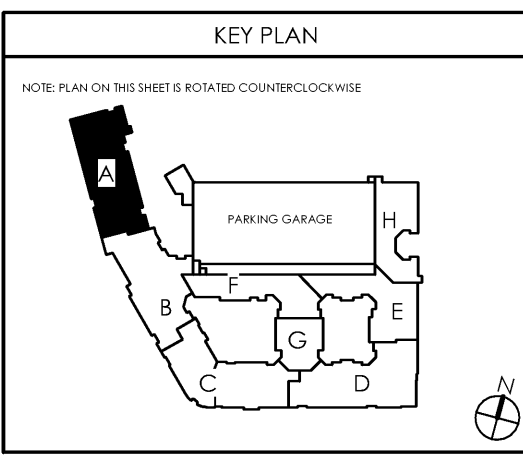 KEY PLAN
NOTE: PLAN ON THIS SHEET IS ROTATED COUNTERCLOCKWISE
A
PARKING GARAGE
H
F
B
E
G
C
D
N